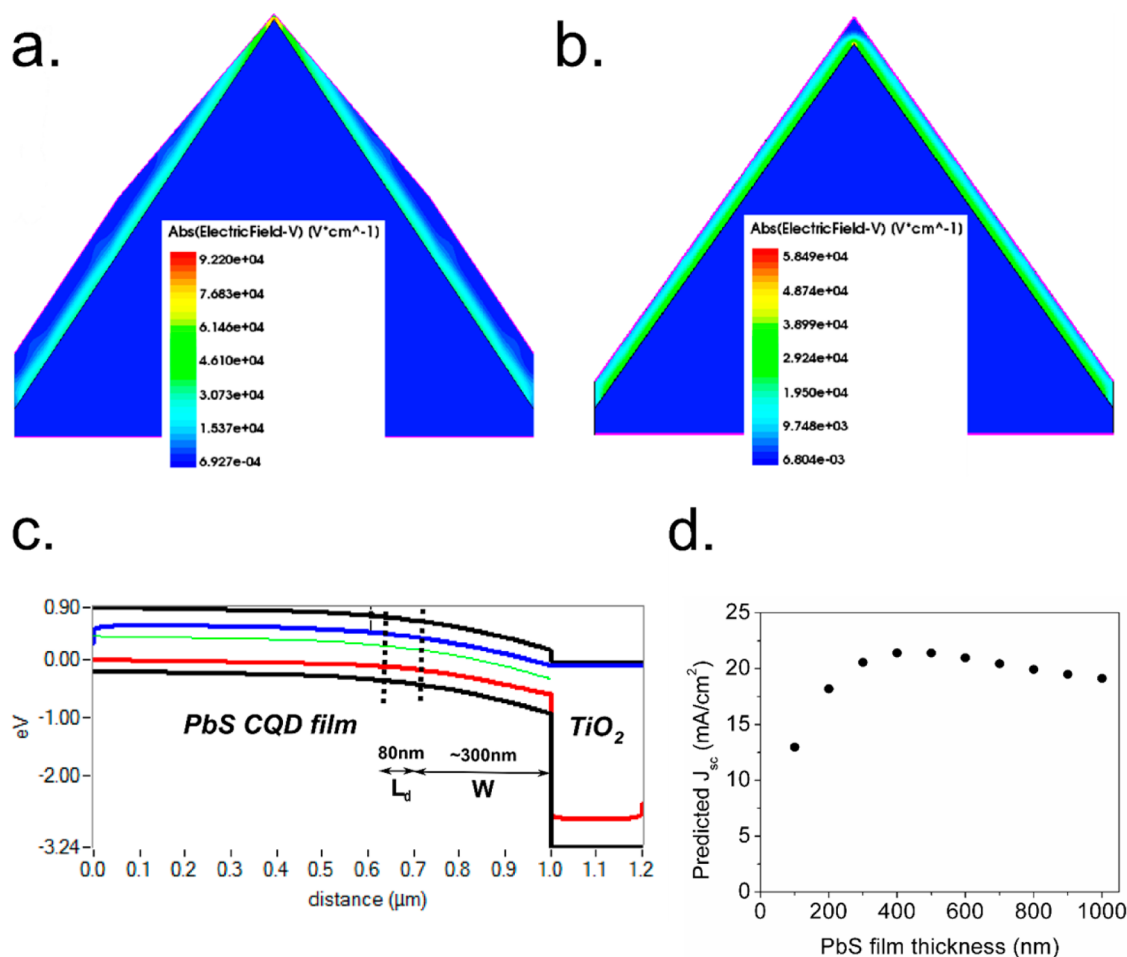 a.
b.
Abs(ElectricField-V) (V*cm^-1)
9.220e+04
7.683e+04
6.146e+04
4.610e+04
3.073e+04
1.537e+04
6.927e-04
Abs(ElectricField-V) (V*cm^-1)
5.849e+04
4.874e+04
3.899e+04
2.924e+04
1.950e+04
9.748e+03
6.804e-03
c.
0.90
0.00
-1.00
-2.00
-3.24
eV
PbS CQD film
TiO2
80nm
~300nm
Ld
W
0.0 0.1 0.2 0.3 0.4 0.5 0.6 0.7 0.8 0.9 1.0 1.1 1.2
distance (µm)
d.
25
20
15
10
5
0
Predicted Jsc (mA/cm²)
0 200 400 600 800 1000
PbS film thickness (nm)